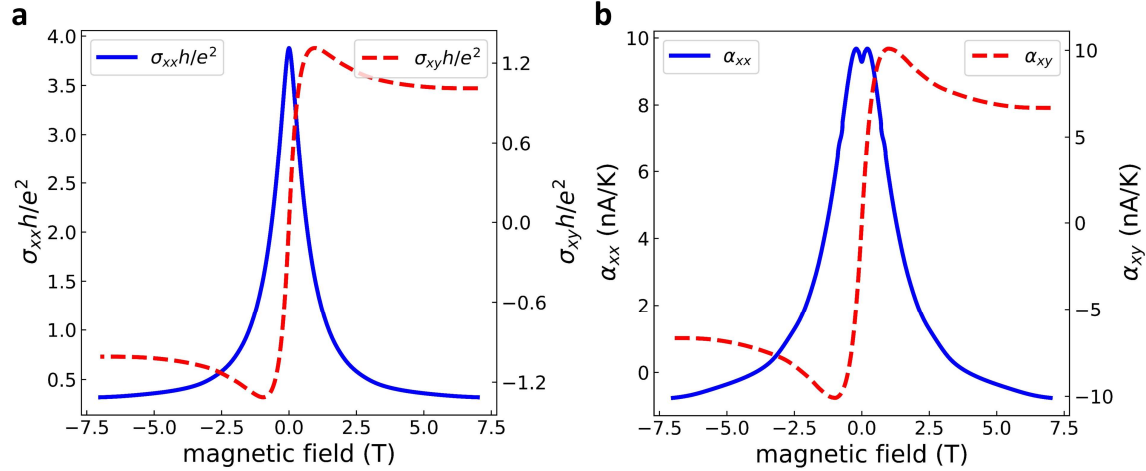 a
σxxh/e²
σxyh/e²
4.0
3.5
3.0
2.5
2.0
1.5
1.0
0.5
σxxh/e²
1.2
0.6
0.0
−0.6
−1.2
σxyh/e²
−7.5 −5.0 −2.5 0.0 2.5 5.0 7.5
magnetic field (T)
b
αxx
αxy
10
8
6
4
2
0
αxx (nA/K)
10
5
0
−5
−10
αxy (nA/K)
−7.5 −5.0 −2.5 0.0 2.5 5.0 7.5
magnetic field (T)